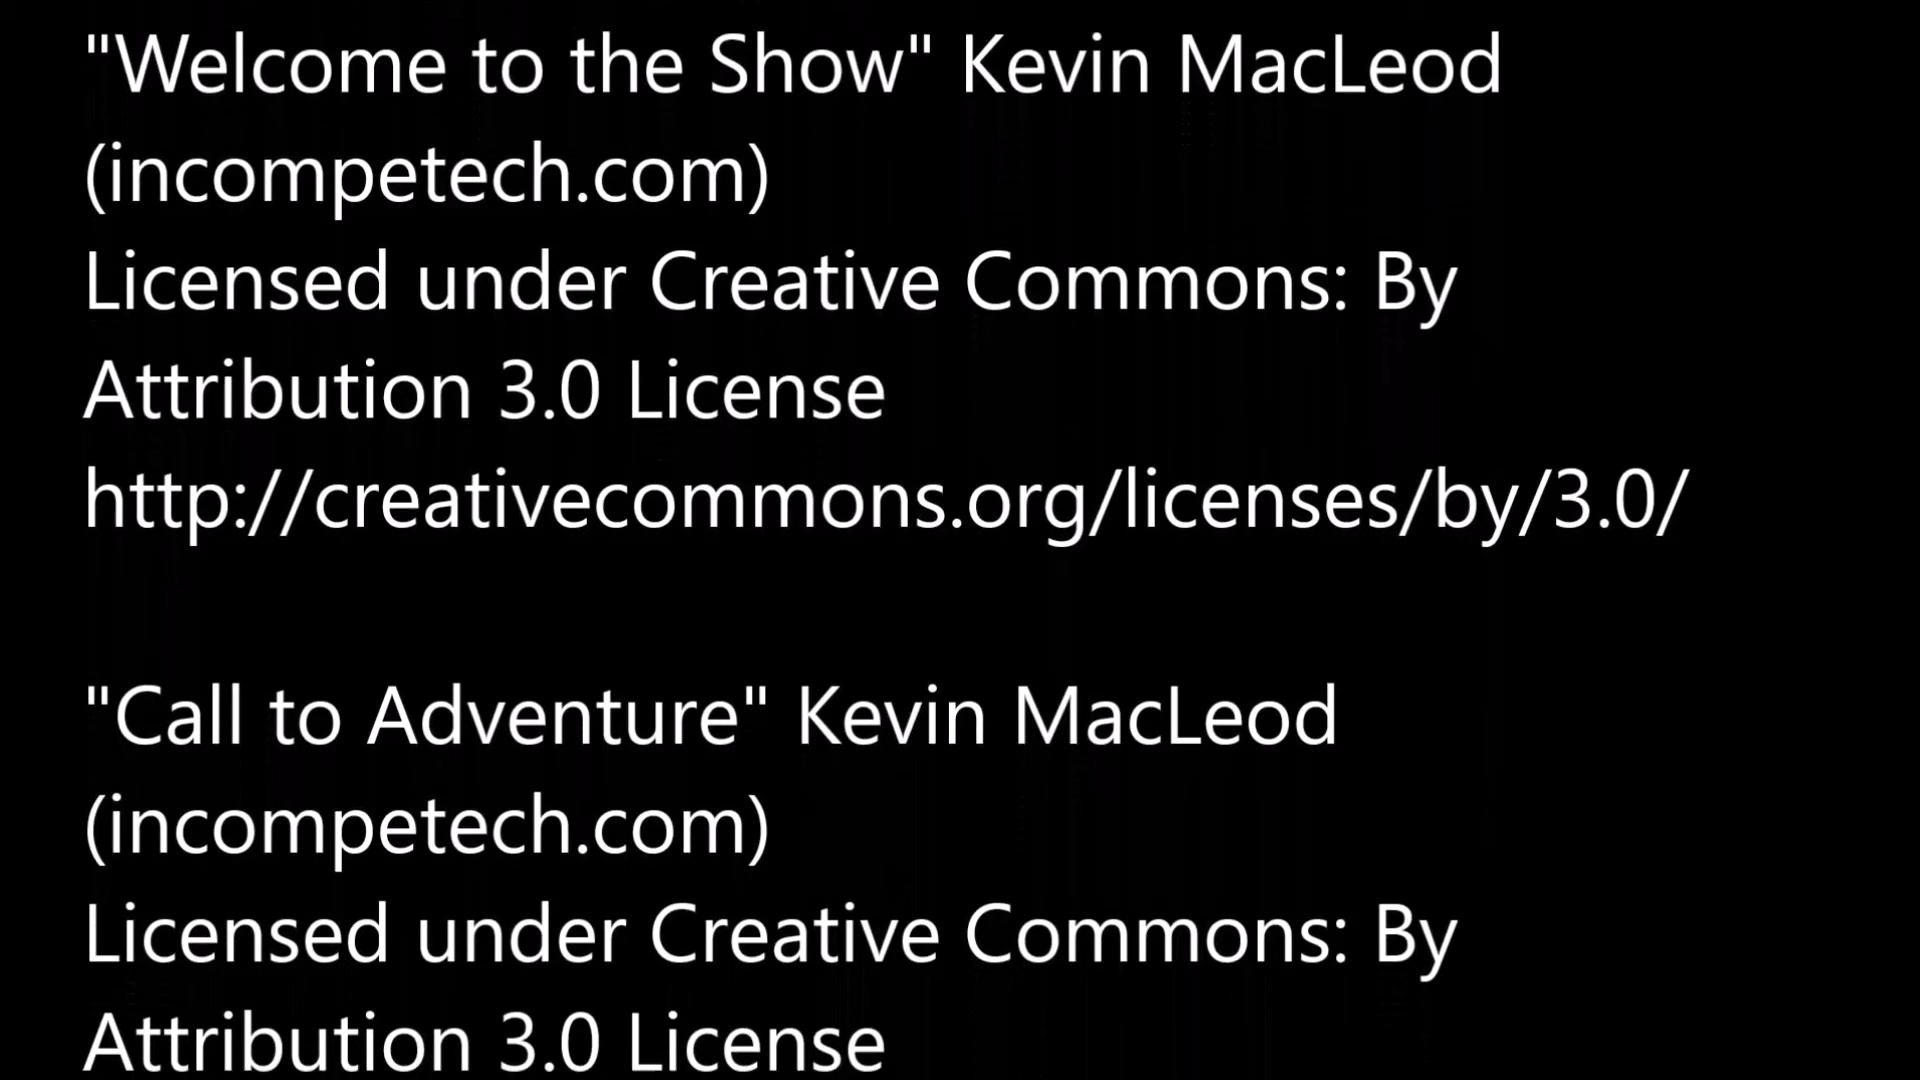 "Welcome to the Show" Kevin MacLeod
(incompetech.com)
Licensed under Creative Commons: By
Attribution 3.0 License
http://creativecommons.org/licenses/by/3.0/
"Call to Adventure" Kevin MacLeod
(incompetech.com)
Licensed under Creative Commons: By
Attribution 3.0 License